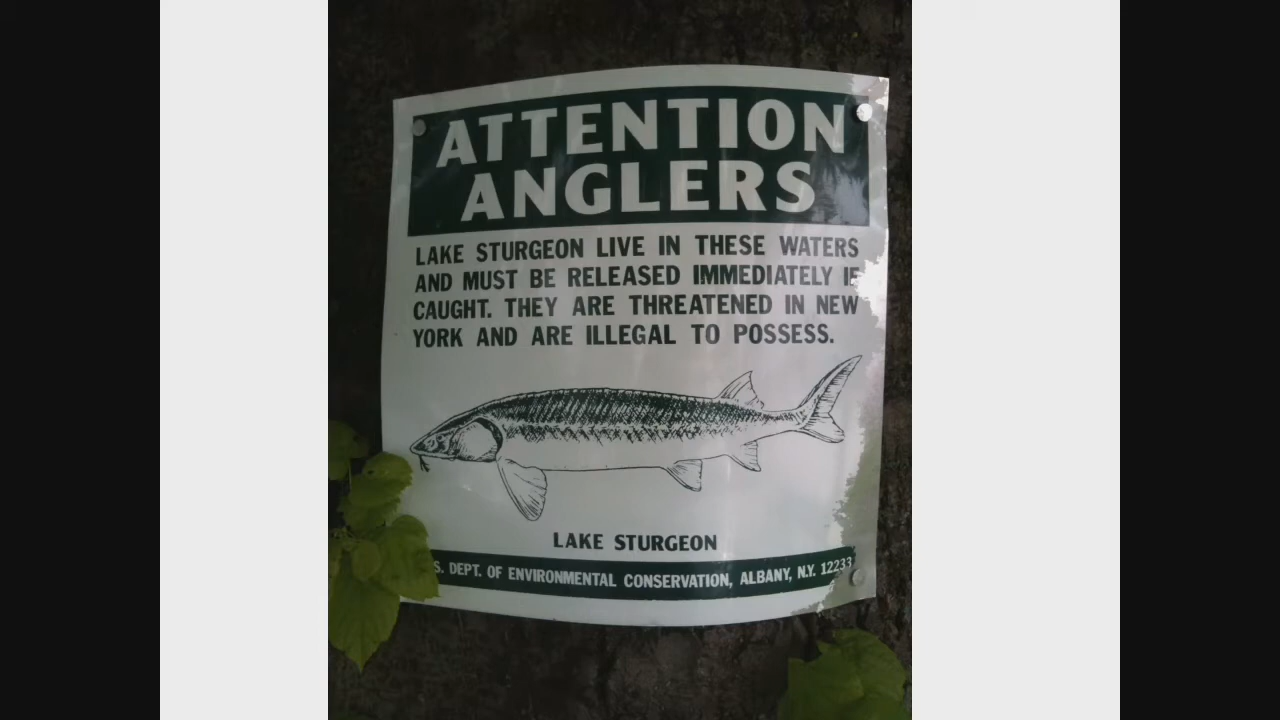 ATTENTION
ANGLERS
LAKE STURGEON LIVE IN THESE WATERS
AND MUST BE RELEASED IMMEDIATELY IF
CAUGHT. THEY ARE THREATENED IN NEW
YORK AND ARE ILLEGAL TO POSSESS.
LAKE STURGEON
DEPT. OF ENVIRONMENTAL CONSERVATION, ALBANY, N.Y. 12233